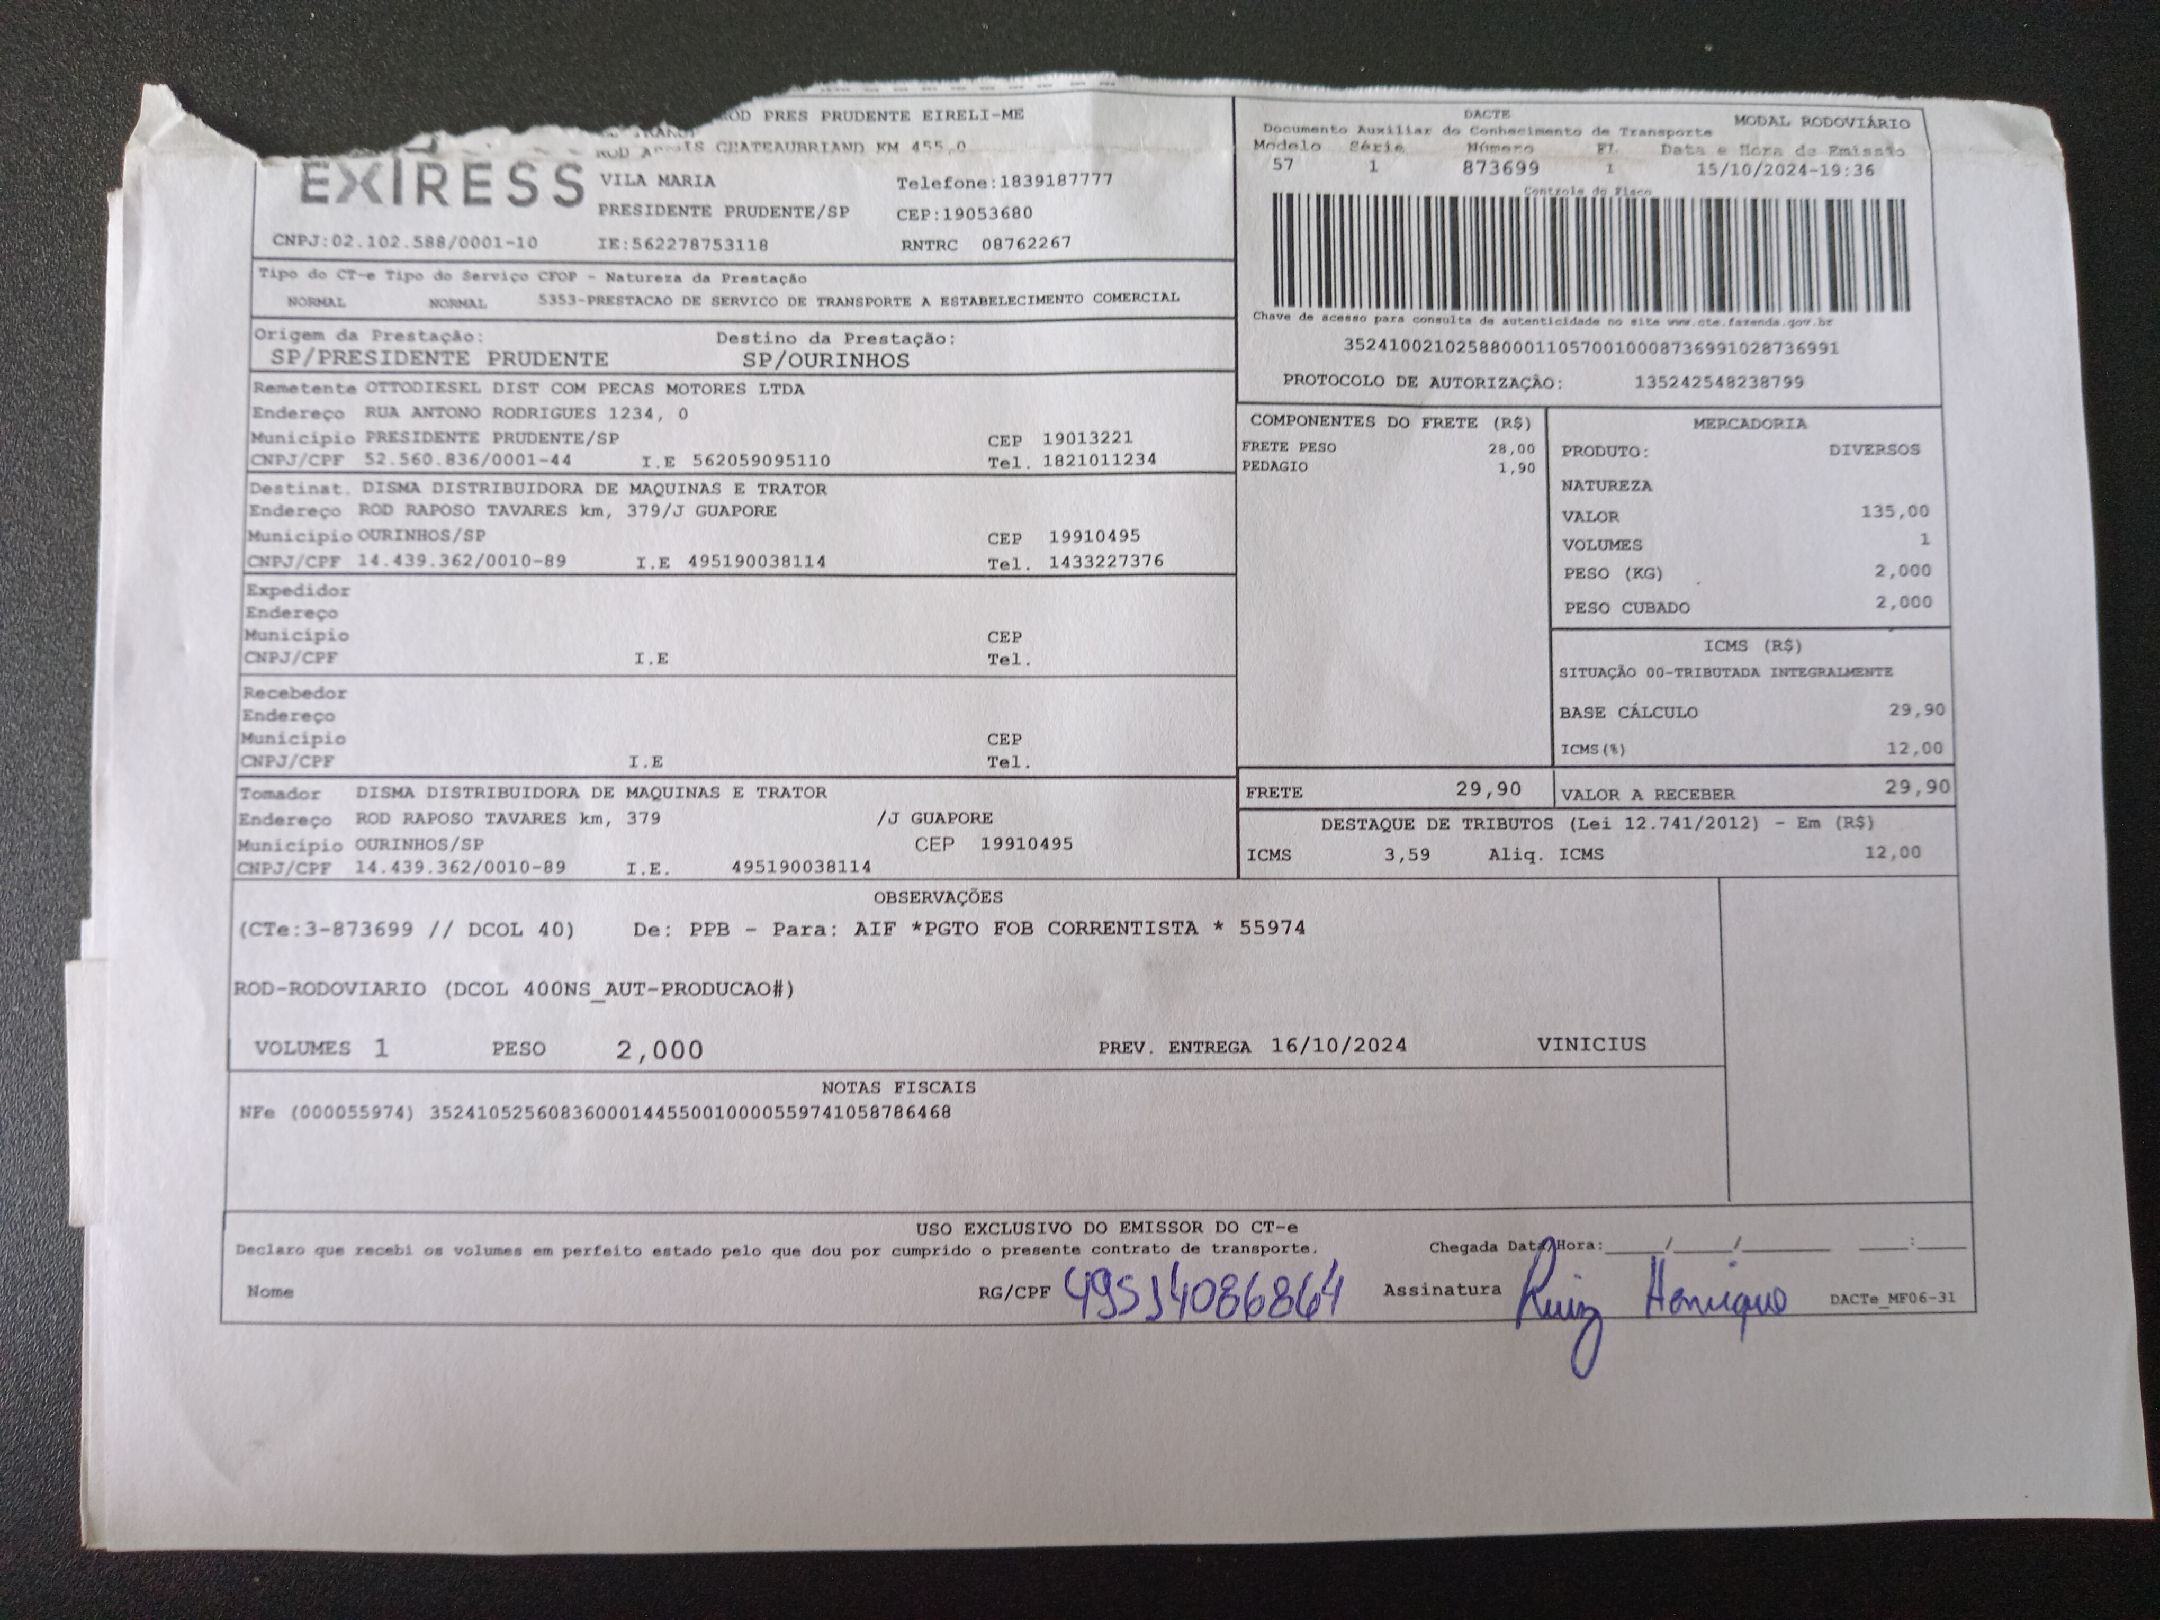 OD PRES PRUDENTE EIRELI-ME
CHATEAUBRIAND KM 455,0
EXPRESS
VILA MARIA Telefone:1839187777
PRESIDENTE PRUDENTE/SP CEP:19053680
CNPJ:02.102.588/0001-10 IE:562278753118 RNTRC 08762267
DACTE
Documento Auxiliar do Conhecimento de Transporte MODAL RODOVIÁRIO
Modelo Série Número Fl. Data e Hora de Emissão
57 1 873699 1 15/10/2024-19:36
Controle do Fisco
Chave de acesso para consulta de autenticidade no site www.cte.fazenda.gov.br
35241002102588000110570010008736991028736991
PROTOCOLO DE AUTORIZAÇÃO: 135242548238799
Tipo do CT-e Tipo do Serviço CFOP - Natureza da Prestação
NORMAL NORMAL 5353-PRESTACAO DE SERVICO DE TRANSPORTE A ESTABELECIMENTO COMERCIAL
Origem da Prestação: Destino da Prestação:
SP/PRESIDENTE PRUDENTE SP/OURINHOS
Remetente OTTODIESEL DIST COM PECAS MOTORES LTDA
Endereço RUA ANTONO RODRIGUES 1234, 0
Município PRESIDENTE PRUDENTE/SP CEP 19013221
CNPJ/CPF 52.560.836/0001-44 I.E 562059095110 Tel. 1821011234
Destinat. DISMA DISTRIBUIDORA DE MAQUINAS E TRATOR
Endereço ROD RAPOSO TAVARES km, 379/J GUAPORE
Município OURINHOS/SP CEP 19910495
CNPJ/CPF 14.439.362/0010-89 I.E 495190038114 Tel. 1433227376
Expedidor
Endereço
Município CEP
CNPJ/CPF I.E Tel.
Recebedor
Endereço
Município CEP
CNPJ/CPF I.E Tel.
Tomador DISMA DISTRIBUIDORA DE MAQUINAS E TRATOR
Endereço ROD RAPOSO TAVARES km, 379 /J GUAPORE
Município OURINHOS/SP CEP 19910495
CNPJ/CPF 14.439.362/0010-89 I.E. 495190038114
COMPONENTES DO FRETE (R$)
FRETE PESO 28,00
PEDAGIO 1,90
MERCADORIA
PRODUTO: DIVERSOS
NATUREZA
VALOR 135,00
VOLUMES 1
PESO (KG) 2,000
PESO CUBADO 2,000
ICMS (R$)
SITUAÇÃO 00-TRIBUTADA INTEGRALMENTE
BASE CÁLCULO 29,90
ICMS(%) 12,00
FRETE 29,90 VALOR A RECEBER 29,90
DESTAQUE DE TRIBUTOS (Lei 12.741/2012) - Em (R$)
ICMS 3,59 Aliq. ICMS 12,00
OBSERVAÇÕES
(CTe:3-873699 // DCOL 40) De: PPB - Para: AIF *PGTO FOB CORRENTISTA * 55974
ROD-RODOVIARIO (DCOL 400NS_AUT-PRODUCAO#)
VOLUMES 1 PESO 2,000 PREV. ENTREGA 16/10/2024 VINICIUS
NOTAS FISCAIS
NFe (000055974) 35241052560836000144550010000559741058786468
USO EXCLUSIVO DO EMISSOR DO CT-e
Declaro que recebi os volumes em perfeito estado pelo que dou por cumprido o presente contrato de transporte. Chegada Data/Hora:_____/_____/_______ ____:____
Nome RG/CPF 49514086864 Assinatura Ruiz Henrique DACTe_MF06-31